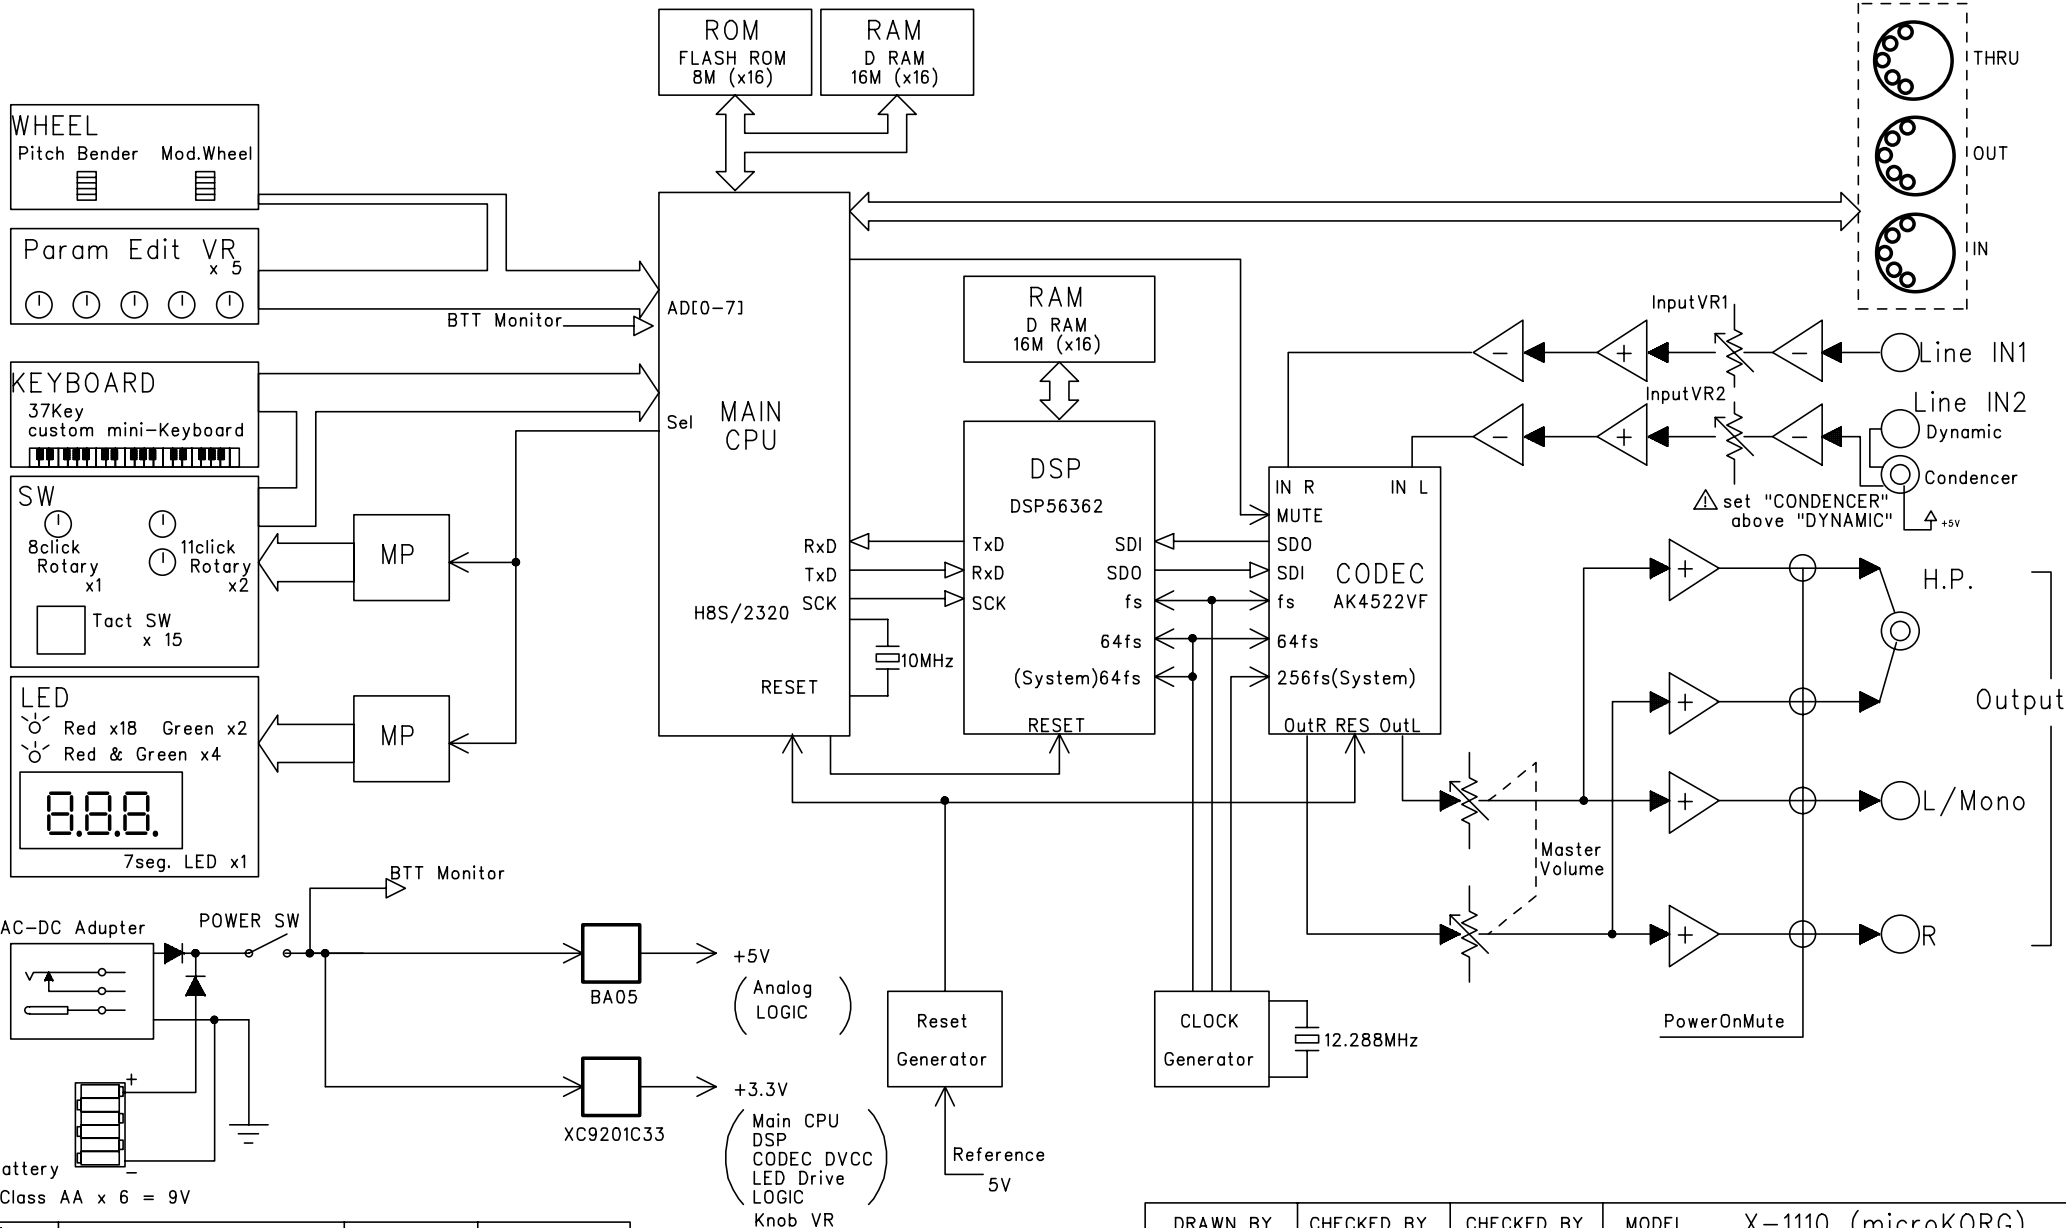 ROM
FLASH ROM
8M (x16)
RAM
D RAM
16M (x16)
THRU
OUT
IN
WHEEL
Pitch Bender Mod.Wheel
Param Edit VR
x 5
BTT Monitor
AD[0-7]
KEYBOARD
37Key
custom mini-Keyboard
Sel
MAIN
CPU
RAM
D RAM
16M (x16)
InputVR1
Line IN1
InputVR2
Line IN2
Dynamic
Condencer
set "CONDENCER"
above "DYNAMIC"
+5V
SW
8click
Rotary
x1
11click
Rotary
x2
Tact SW
x 15
MP
RxD
TxD
SCK
H8S/2320
10MHz
RESET
DSP
DSP56362
TxD
RxD
SCK
SDI
SDO
fs
64fs
(System)64fs
RESET
IN R IN L
MUTE
SDO
SDI
CODEC
AK4522VF
fs
64fs
256fs(System)
OutR RES OutL
+
-
H.P.
Output
L/Mono
R
LED
Red x18 Green x2
Red & Green x4
8.8.8.
7seg. LED x1
MP
Master
Volume
BTT Monitor
AC-DC Adupter
POWER SW
BA05
+5V
Analog
LOGIC
XC9201C33
+3.3V
Main CPU
DSP
CODEC DVCC
LED Drive
LOGIC
Knob VR
Reset
Generator
Reference
5V
CLOCK
Generator
12.288MHz
PowerOnMute
+
-
attery
Class AA x 6 = 9V
DRAWN BY CHECKED BY CHECKED BY MODEL X-1110 (microKORG)